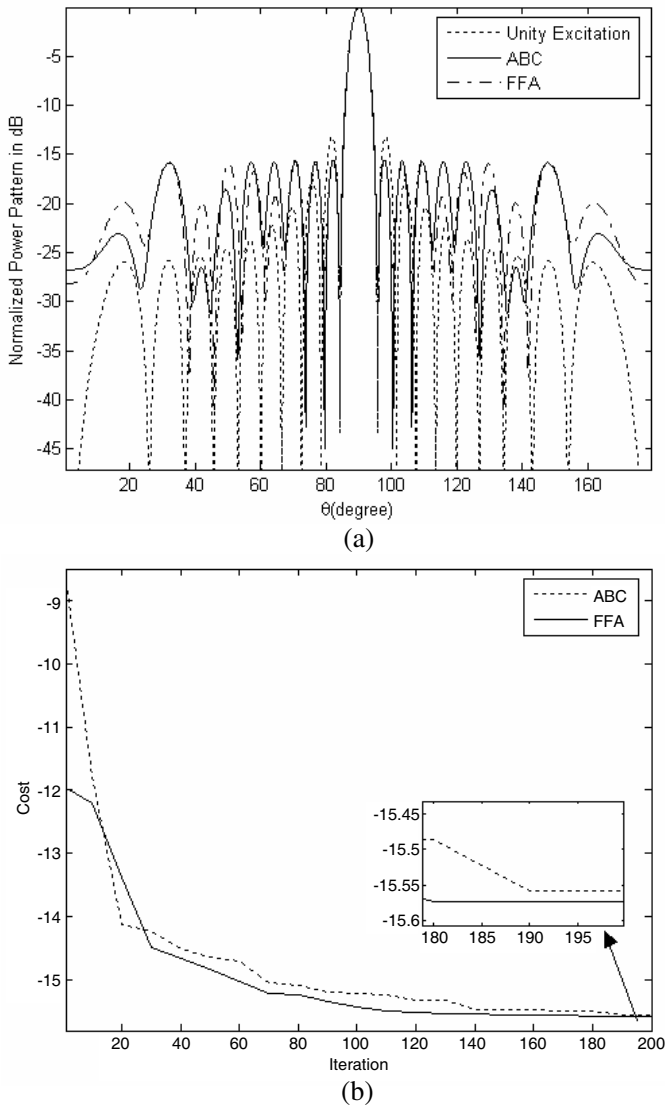 0
-5
-10
-15
-20
-25
-30
-35
-40
-45
Normalized Power Pattern in dB
Unity Excitation
ABC
FFA
20 40 60 80 100 120 140 160
θ(degree)
(a)
-9
-10
-11
-12
-13
-14
-15
Cost
ABC
FFA
-15.45
-15.5
-15.55
-15.6
180 185 190 195
20 40 60 80 100 120 140 160 180 200
Iteration
(b)